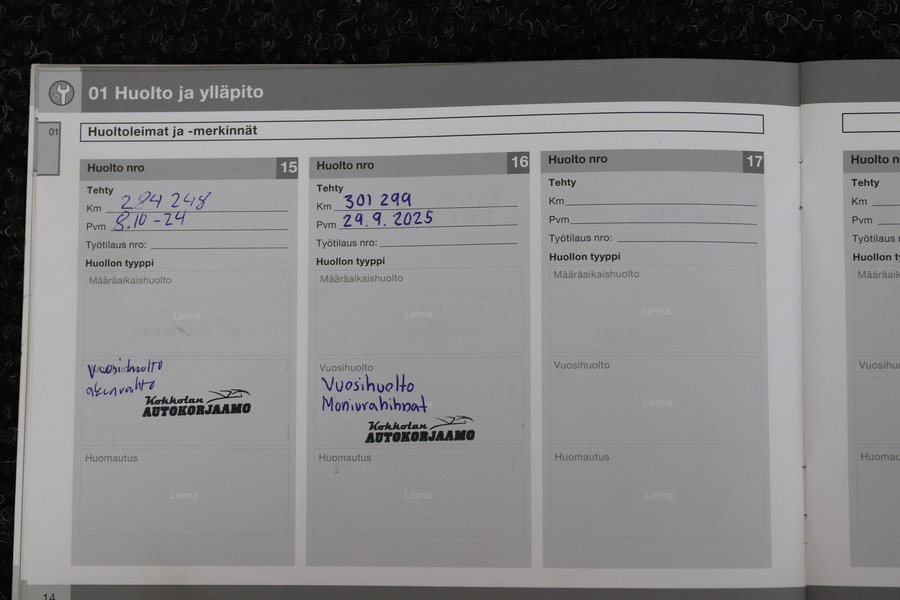 01 Huolto ja ylläpito
01
Huoltoleimat ja -merkinnät
Huolto nro 15
Tehty
Km 284 248
Pvm 8.10-24
Työtilaus nro:
Huollon tyyppi
Määräaikaishuolto
Leima
Vuosihuolto
Vuosihuolto
Kokkolan
AUTOKORJAAMO
Huomautus
Leima
Huolto nro 16
Tehty
Km 301 299
Pvm 29.9.2025
Työtilaus nro:
Huollon tyyppi
Määräaikaishuolto
Leima
Vuosihuolto
Vuosihuolto
Moniurahihnat
Kokkolan
AUTOKORJAAMO
Huomautus
Leima
Huolto nro 17
Tehty
Km
Pvm
Työtilaus nro:
Huollon tyyppi
Määräaikaishuolto
Leima
Vuosihuolto
Leima
Huomautus
Leima
Huolto n
Tehty
Km
Pvm
Työtilaus n
Huollon ty
Määräaik
Vuosihuo
Huomau
14